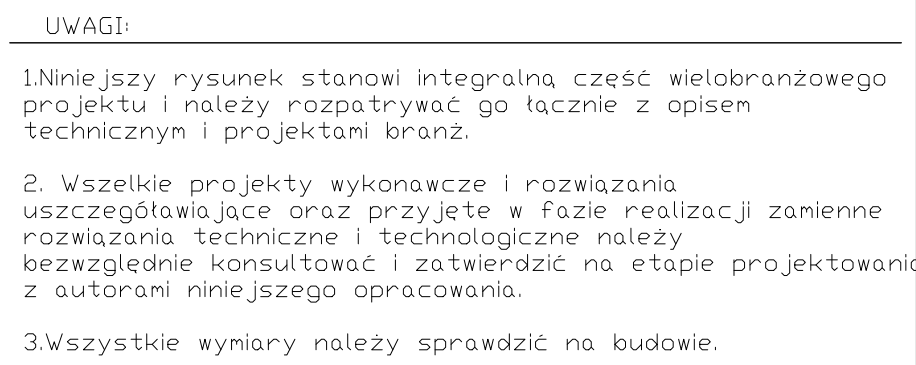 UWAGI:
1.Niniejszy rysunek stanowi integralną część wielobranżowego
projektu i należy rozpatrywać go łącznie z opisem
technicznym i projektami branż.
2. Wszelkie projekty wykonawcze i rozwiązania
uszczegóławiające oraz przyjęte w fazie realizacji zamienne
rozwiązania techniczne i technologiczne należy
bezwzględnie konsultować i zatwierdzić na etapie projektowania
z autorami niniejszego opracowania.
3.Wszystkie wymiary należy sprawdzić na budowie.